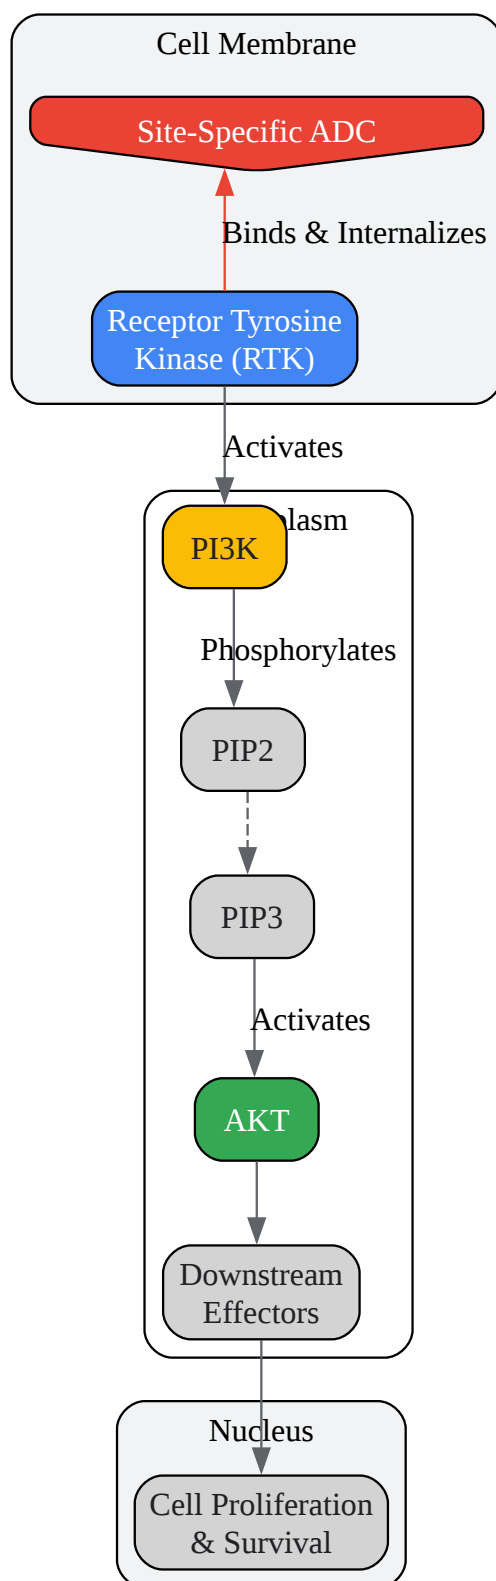 Cell Membrane
Site-Specific ADC
Binds & Internalizes
Receptor Tyrosine
Kinase (RTK)
Activates
PI3K
Phosphorylates
PIP2
PIP3
Activates
AKT
Downstream
Effectors
Nucleus
Cell Proliferation
& Survival